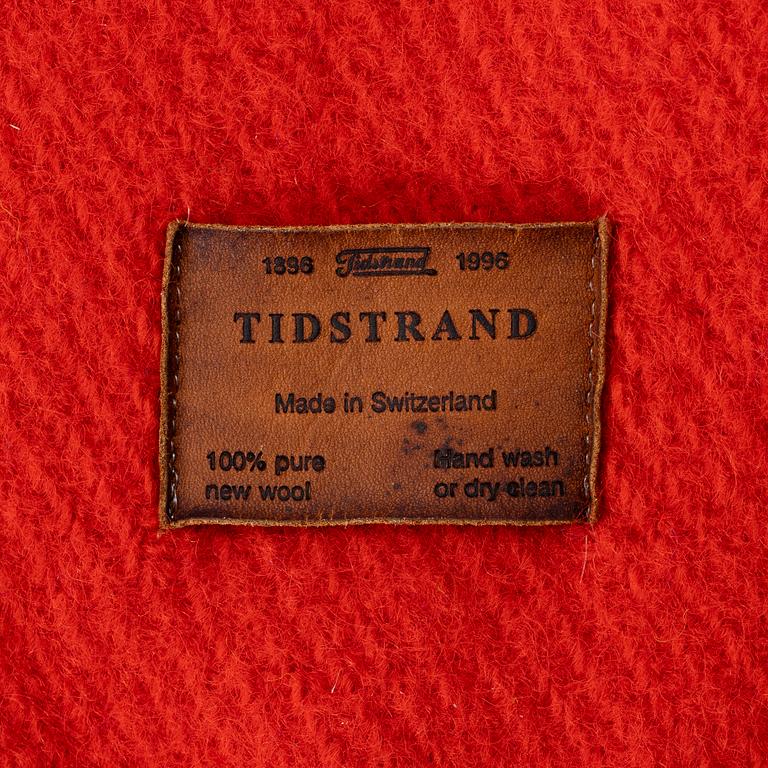 1896 Tidstrand 1996
TIDSTRAND
Made in Switzerland
100% pure Hand wash
new wool or dry clean